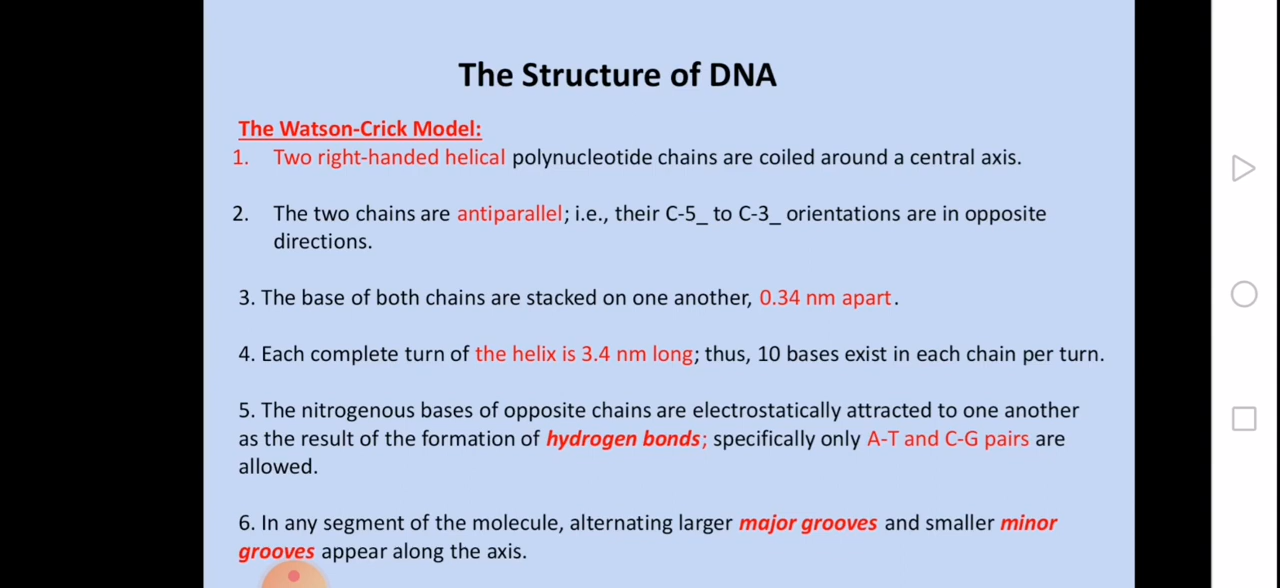 The Structure of DNA
The Watson-Crick Model:
1. Two right-handed helical polynucleotide chains are coiled around a central axis.
2. The two chains are antiparallel; i.e., their C-5_ to C-3_ orientations are in opposite
directions.
3. The base of both chains are stacked on one another, 0.34 nm apart.
4. Each complete turn of the helix is 3.4 nm long; thus, 10 bases exist in each chain per turn.
5. The nitrogenous bases of opposite chains are electrostatically attracted to one another
as the result of the formation of hydrogen bonds; specifically only A-T and C-G pairs are
allowed.
6. In any segment of the molecule, alternating larger major grooves and smaller minor
grooves appear along the axis.